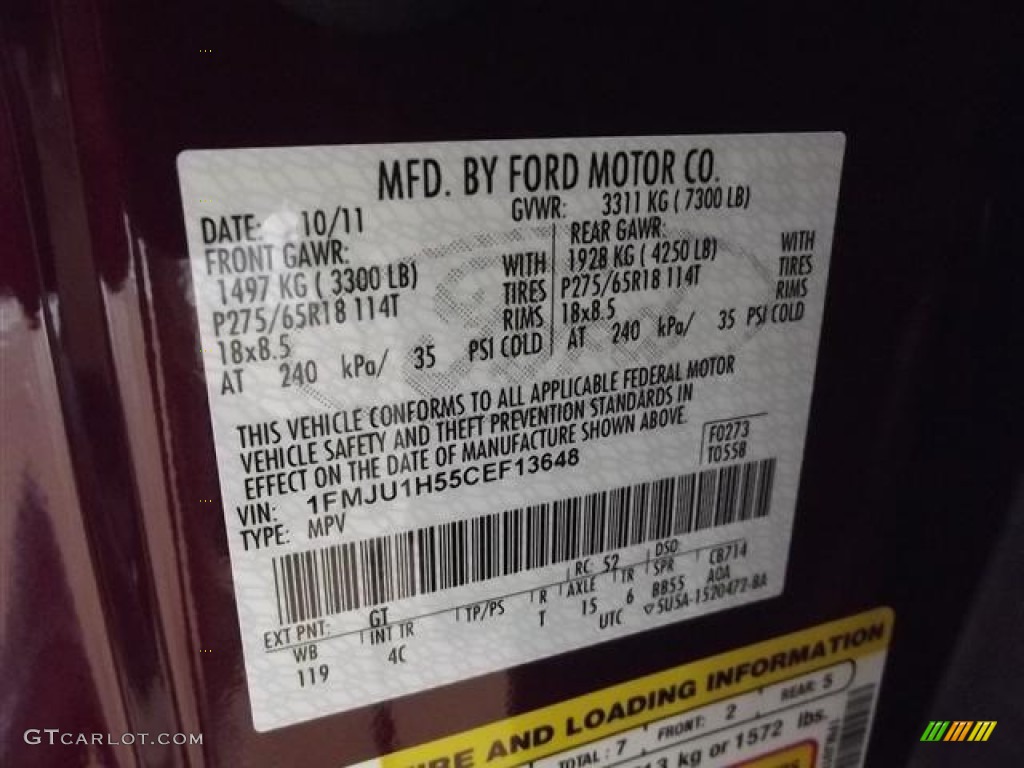 MFD. BY FORD MOTOR CO.
DATE: 10/11
GVWR: 3311 KG ( 7300 LB)
FRONT GAWR:
1497 KG ( 3300 LB)
P275/65R18 114T
18x8.5
AT 240 kPa/ 35 PSI COLD
WITH
TIRES
RIMS
REAR GAWR:
1928 KG ( 4250 LB)
P275/65R18 114T
18x8.5
AT 240 kPa/ 35 PSI COLD
WITH
TIRES
RIMS
THIS VEHICLE CONFORMS TO ALL APPLICABLE FEDERAL MOTOR
VEHICLE SAFETY AND THEFT PREVENTION STANDARDS IN
EFFECT ON THE DATE OF MANUFACTURE SHOWN ABOVE.
F0273
T0558
VIN: 1FMJU1H55CEF13648
TYPE: MPV
EXT PNT: GT RC: 52 DSO
WB INT TR TP/PS R AXLE TR SPR CB714
119 4C T 15 6 BB55 AOA
UTC SU5A-1520472-BA
AND LOADING INFORMATION
TOTAL : 7 FRONT: 2 REAR: 5
kg or 1572 lbs.
GTCARLOT.COM